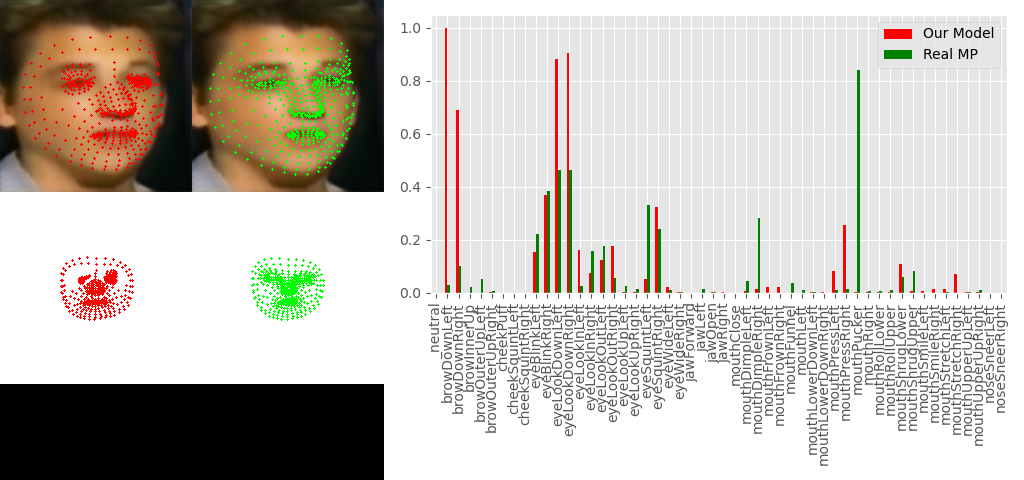 Our Model
Real MP
1.0
0.8
0.6
0.4
0.2
0.0
neutral
browDownLeft
browDownRight
browInnerUp
browOuterUpLeft
browOuterUpRight
cheekPuff
cheekSquintLeft
cheekSquintRight
eyeBlinkLeft
eyeBlinkRight
eyeLookDownLeft
eyeLookDownRight
eyeLookInLeft
eyeLookInRight
eyeLookOutLeft
eyeLookOutRight
eyeLookUpLeft
eyeLookUpRight
eyeSquintLeft
eyeSquintRight
eyeWideLeft
eyeWideRight
jawForward
jawLeft
jawOpen
jawRight
mouthClose
mouthDimpleLeft
mouthDimpleRight
mouthFrownLeft
mouthFrownRight
mouthFunnel
mouthLeft
mouthLowerDownLeft
mouthLowerDownRight
mouthPressLeft
mouthPressRight
mouthPucker
mouthRight
mouthRollLower
mouthRollUpper
mouthShrugLower
mouthShrugUpper
mouthSmileLeft
mouthSmileRight
mouthStretchLeft
mouthStretchRight
mouthUpperUpLeft
mouthUpperUpRight
noseSneerLeft
noseSneerRight